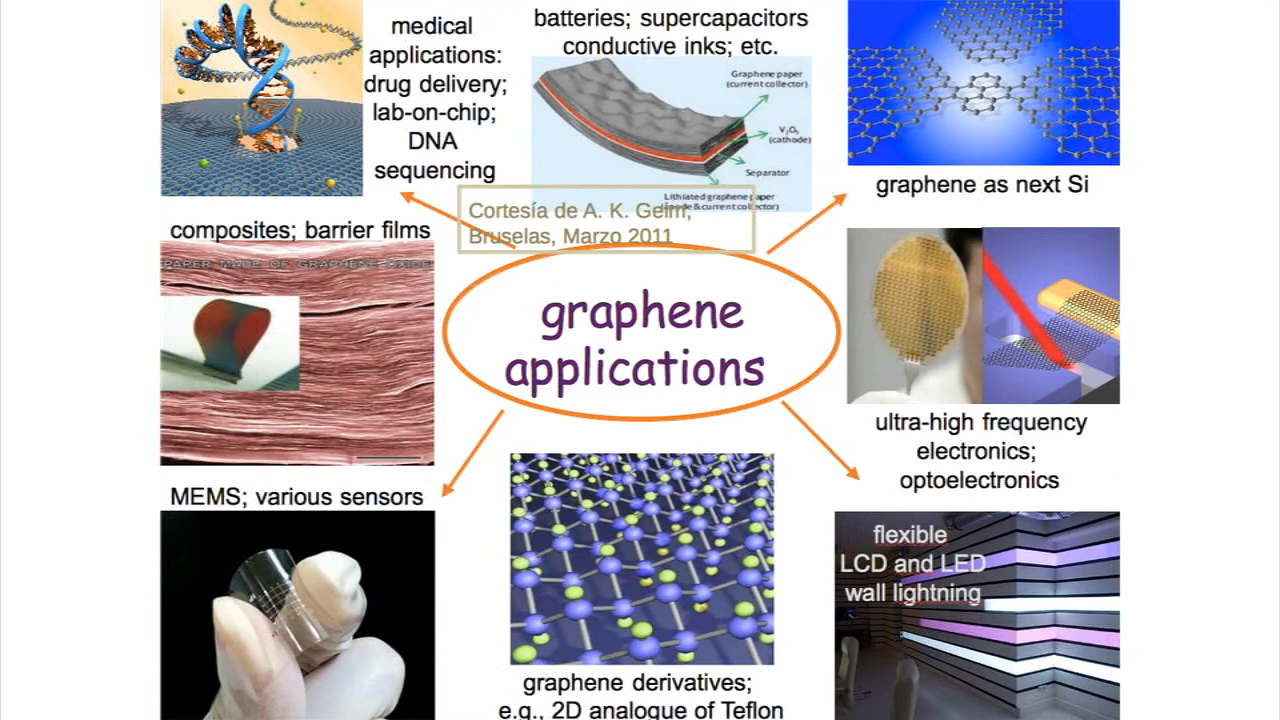 medical
applications:
drug delivery;
lab-on-chip;
DNA
sequencing
batteries; supercapacitors
conductive inks; etc.
Graphene paper
(current collector)
V₂O₅
(cathode)
Separator
Lithiated graphene paper
(anode & current collector)
graphene as next Si
Cortesía de A. K. Geim,
Bruselas, Marzo 2011
composites; barrier films
PAPER MADE OF GRAPHENE OXIDE
graphene
applications
ultra-high frequency
electronics;
optoelectronics
MEMS; various sensors
flexible
LCD and LED
wall lightning
graphene derivatives;
e.g., 2D analogue of Teflon